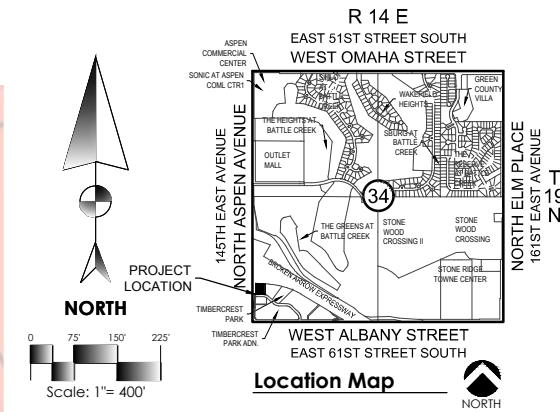 R 14 E
EAST 51ST STREET SOUTH
WEST OMAHA STREET
ASPEN
COMMERCIAL
CENTER
SONIC AT ASPEN
COML CTR1
GREEN
COUNTY
VILLA
WAKEFIELD
HEIGHTS
THE HEIGHTS AT
BATTLE CREEK
OUTLET
MALL
SBURG AT
BATTLE
CREEK
145TH EAST AVENUE
NORTH ASPEN AVENUE
34
NORTH ELM PLACE
161ST EAST AVENUE
T
19
N
THE GREENS AT
BATTLE CREEK
STONE
WOOD
CROSSING II
STONE
WOOD
CROSSING
STONE RIDGE
TOWNE CENTER
BROKEN ARROW EXPRESSWAY
PROJECT
LOCATION
TIMBERCREST
PARK
TIMBERCREST
PARK ADN.
WEST ALBANY STREET
EAST 61ST STREET SOUTH
NORTH
0 75' 150' 225'
Scale: 1"= 400'
Location Map
NORTH